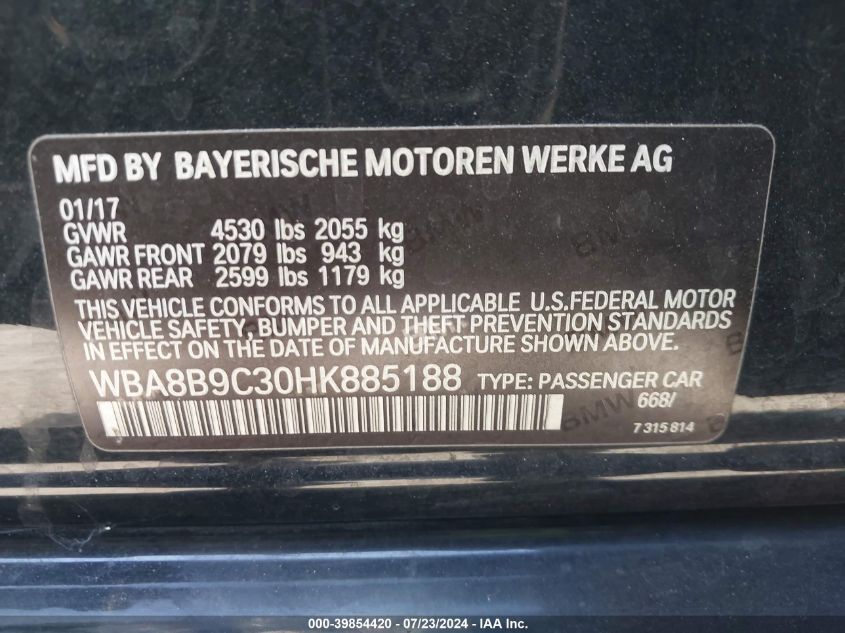 MFD BY BAYERISCHE MOTOREN WERKE AG
01/17
GVWR 4530 lbs 2055 kg
GAWR FRONT 2079 lbs 943 kg
GAWR REAR 2599 lbs 1179 kg
THIS VEHICLE CONFORMS TO ALL APPLICABLE U.S.FEDERAL MOTOR
VEHICLE SAFETY, BUMPER AND THEFT PREVENTION STANDARDS
IN EFFECT ON THE DATE OF MANUFACTURE SHOWN ABOVE.
WBA8B9C30HK885188 TYPE: PASSENGER CAR
668/
7 315 814
000-39854420 - 07/23/2024 - IAA Inc.